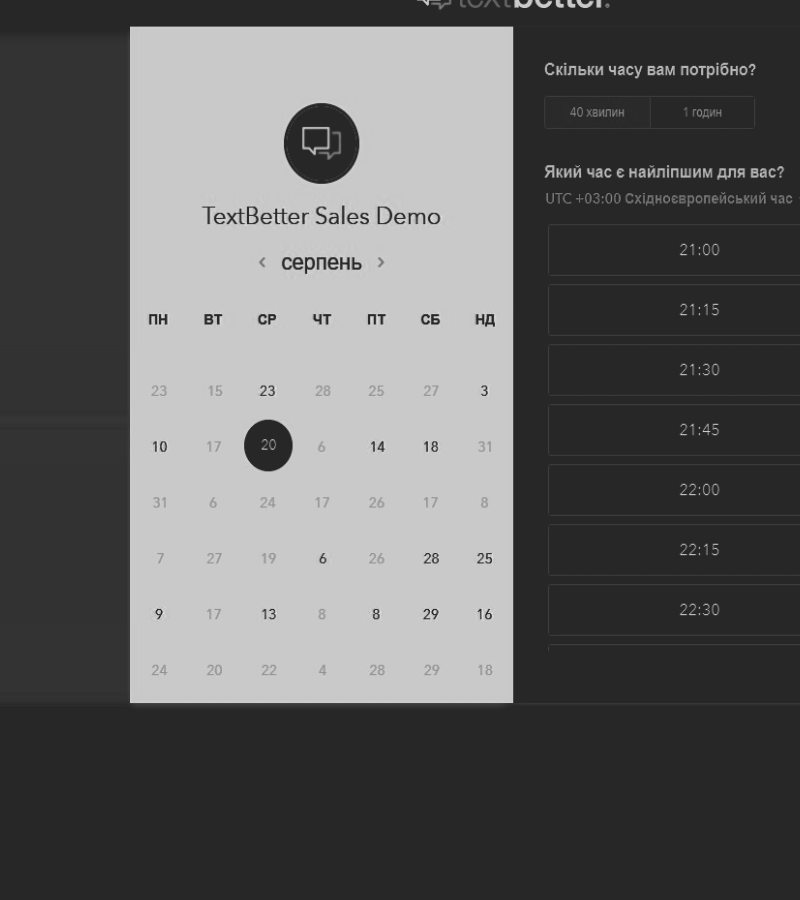 textbetter.
TextBetter Sales Demo
серпень
ПН ВТ СР ЧТ ПТ СБ НД
23 15 23 28 25 27 3
10 17 20 6 14 18 31
31 6 24 17 26 17 8
7 27 19 6 26 28 25
9 17 13 8 8 29 16
24 20 22 4 28 29 18
Скільки часу вам потрібно?
40 хвилин 1 годин
Який час є найліпшим для вас?
UTC +03:00 Східноєвропейський час
21:00
21:15
21:30
21:45
22:00
22:15
22:30